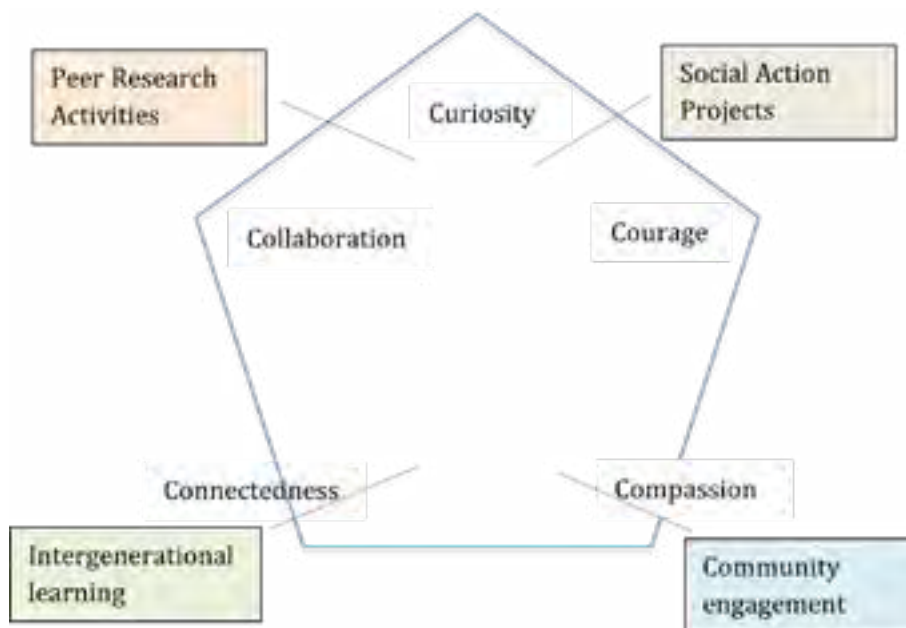 Peer Research
Activities
Social Action
Projects
Curiosity
Collaboration
Courage
Connectedness
Compassion
Intergenerational
learning
Community
engagement